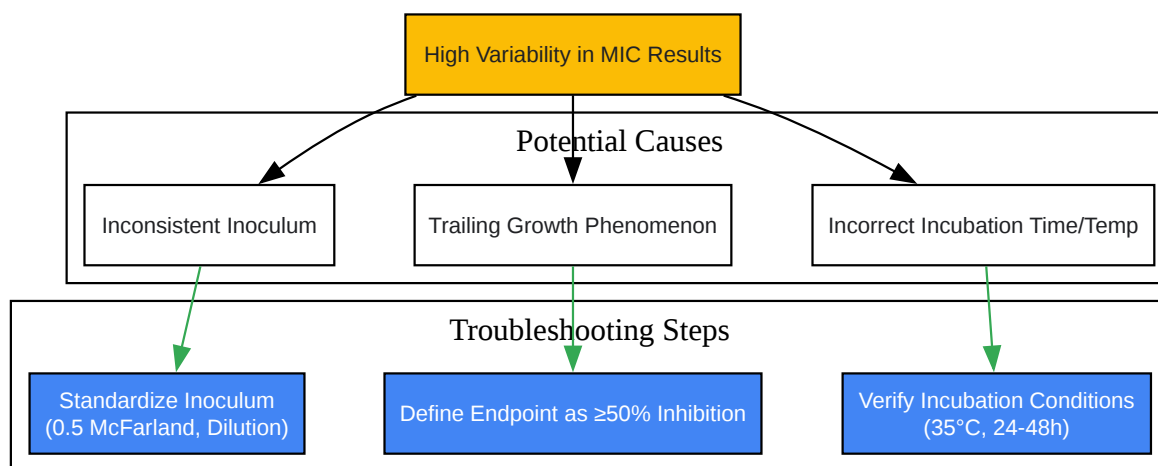 High Variability in MIC Results
Potential Causes
Inconsistent Inoculum
Trailing Growth Phenomenon
Incorrect Incubation Time/Temp
Troubleshooting Steps
Standardize Inoculum
(0.5 McFarland, Dilution)
Define Endpoint as ≥50% Inhibition
Verify Incubation Conditions
(35°C, 24-48h)